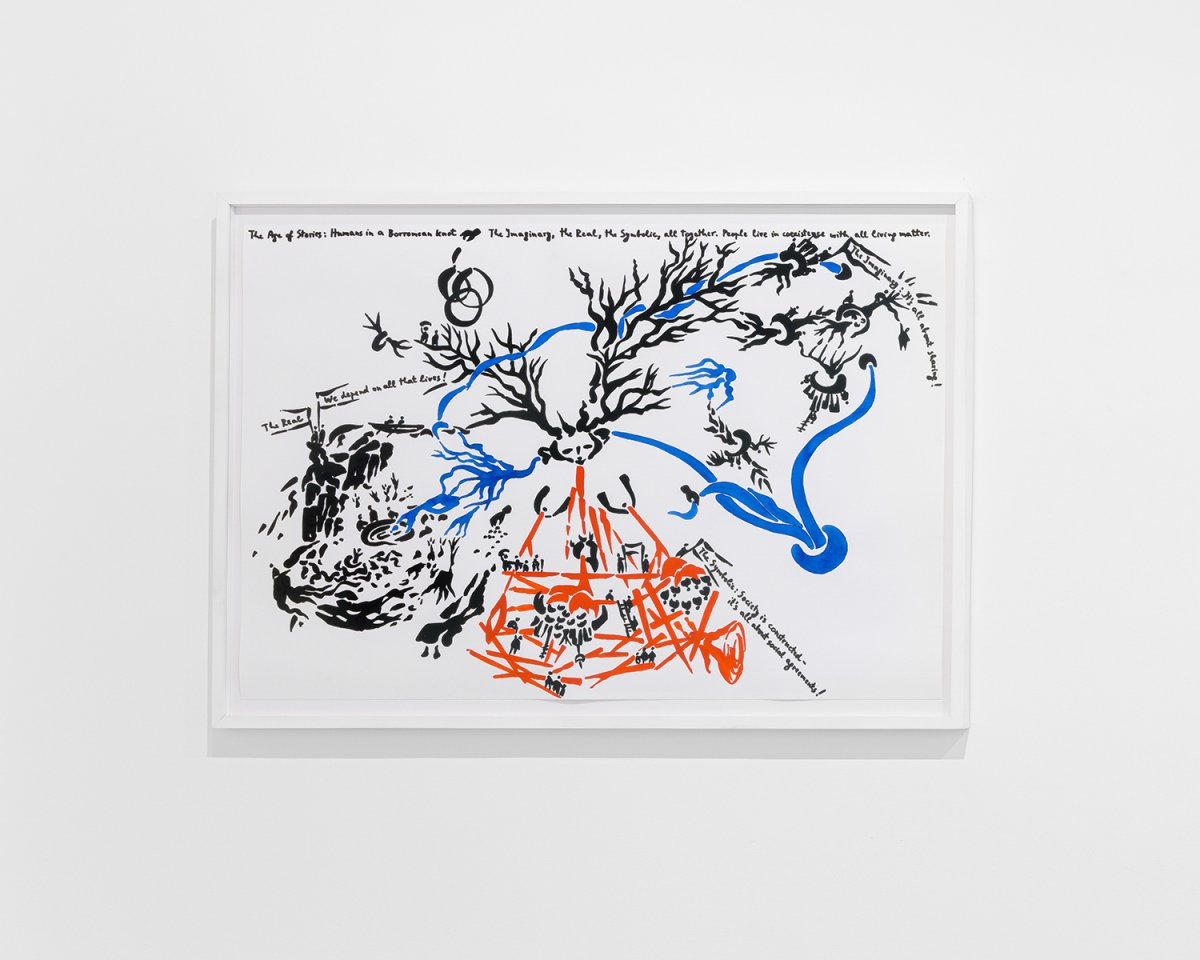 The Age of Stories: Humans in a Borromean knot The Imaginary, the Real, the Symbolic, all together. People live in coexistense with all living matter.
The Imaginary: It's all about sharing!
We depend on all that lives!
The Real
The Symbolic: Society is constructed -
it's all about social agreements!